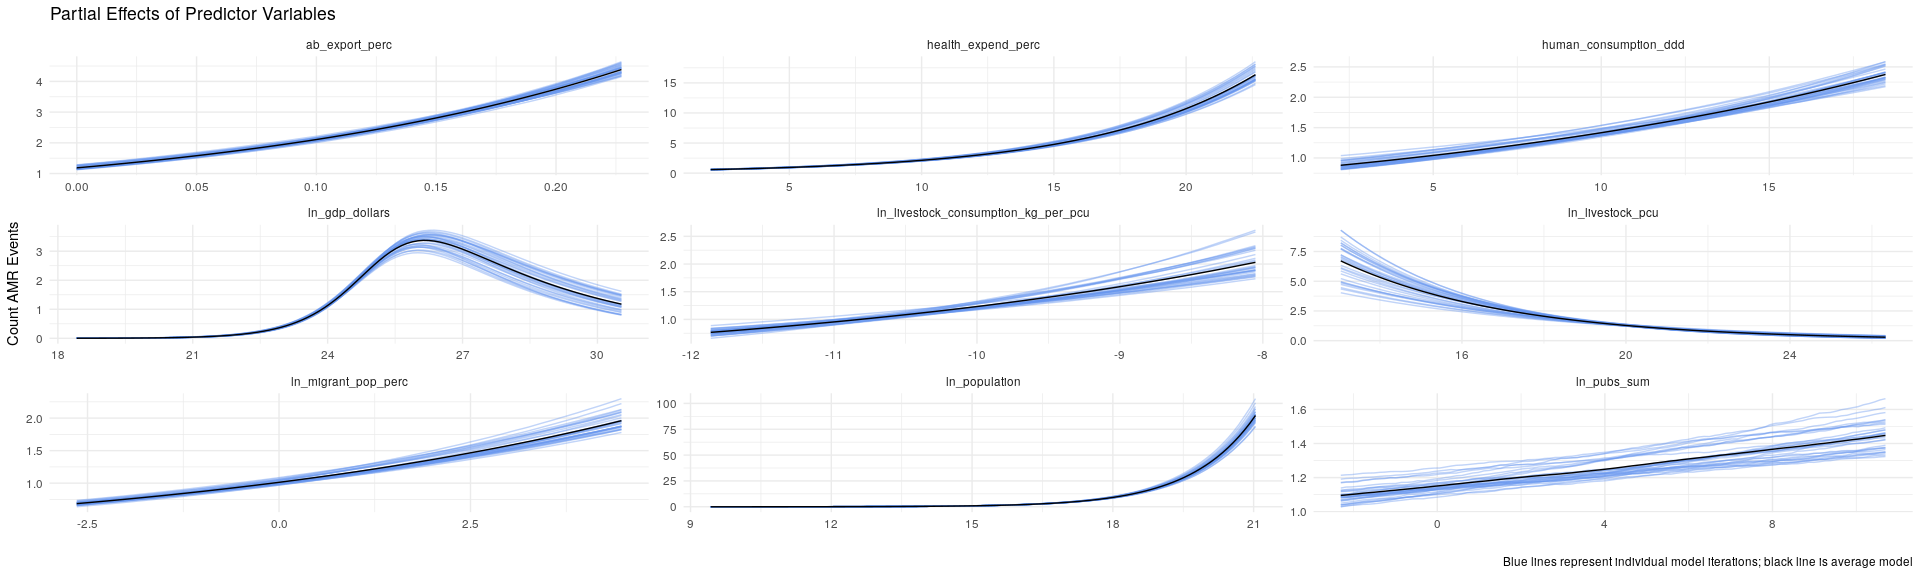 Partial Effects of Predictor Variables
ab_export_perc
health_expend_perc
human_consumption_ddd
4
3
2
1
0.00 0.05 0.10 0.15 0.20
15
10
5
0
5 10 15 20
2.5
2.0
1.5
1.0
5 10 15
Count AMR Events
ln_gdp_dollars
ln_livestock_consumption_kg_per_pcu
ln_livestock_pcu
3
2
1
0
18 21 24 27 30
2.5
2.0
1.5
1.0
-12 -11 -10 -9 -8
7.5
5.0
2.5
0.0
16 20 24
ln_migrant_pop_perc
ln_population
ln_pubs_sum
2.0
1.5
1.0
-2.5 0.0 2.5
100
75
50
25
0
9 12 15 18 21
1.6
1.4
1.2
1.0
0 4 8
Blue lines represent individual model iterations; black line is average model